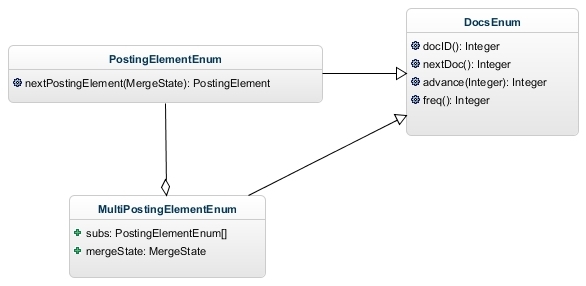 DocsEnum
docID(): Integer
nextDoc(): Integer
advance(Integer): Integer
freq(): Integer
PostingElementEnum
nextPostingElement(MergeState): PostingElement
MultiPostingElementEnum
subs: PostingElementEnum[]
mergeState: MergeState